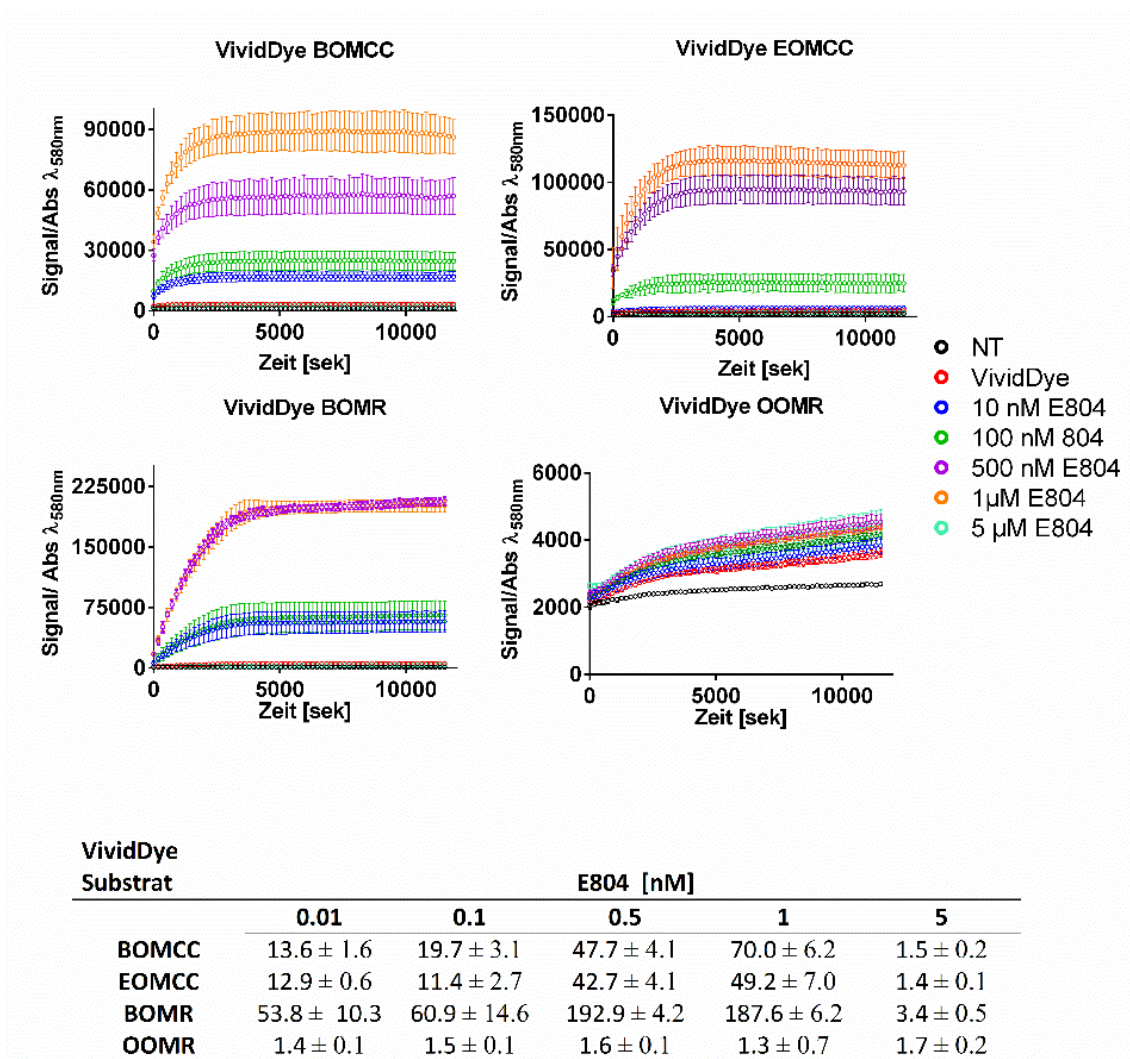 VividDye BOMCC
Signal/Abs λ580nm
90000
60000
30000
0
0 5000 10000
Zeit [sek]
VividDye EOMCC
Signal/Abs λ580nm
150000
100000
50000
0
0 5000 10000
Zeit [sek]
VividDye BOMR
Signal/ Abs λ580nm
225000
150000
75000
0
0 5000 10000
Zeit [sek]
VividDye OOMR
Signal/Abs λ580nm
6000
4000
2000
0
0 5000 10000
Zeit [sek]
NT
VividDye
10 nM E804
100 nM 804
500 nM E804
1µM E804
5 µM E804
VividDye
Substrat E804 [nM]
0.01 0.1 0.5 1 5
BOMCC 13.6 ± 1.6 19.7 ± 3.1 47.7 ± 4.1 70.0 ± 6.2 1.5 ± 0.2
EOMCC 12.9 ± 0.6 11.4 ± 2.7 42.7 ± 4.1 49.2 ± 7.0 1.4 ± 0.1
BOMR 53.8 ± 10.3 60.9 ± 14.6 192.9 ± 4.2 187.6 ± 6.2 3.4 ± 0.5
OOMR 1.4 ± 0.1 1.5 ± 0.1 1.6 ± 0.1 1.3 ± 0.7 1.7 ± 0.2